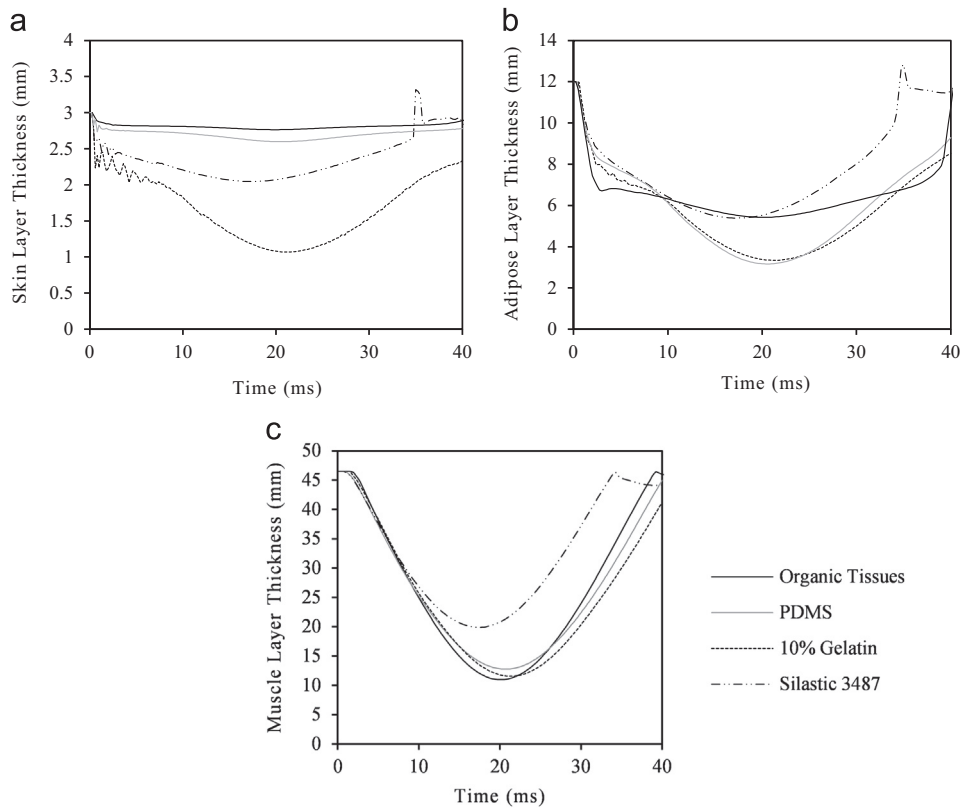 a
4
3.5
3
2.5
2
1.5
1
0.5
0
Skin Layer Thickness (mm)
0 10 20 30 40
Time (ms)
b
14
12
10
8
6
4
2
0
Adipose Layer Thickness (mm)
0 10 20 30 40
Time (ms)
c
50
45
40
35
30
25
20
15
10
5
0
Muscle Layer Thickness (mm)
0 10 20 30 40
Time (ms)
Organic Tissues
PDMS
10% Gelatin
Silastic 3487